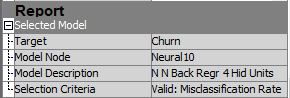 Report
Selected Model
Target Churn
Model Node Neural10
Model Description N N Back Regr 4 Hid Units
Selection Criteria Valid: Misclassification Rate